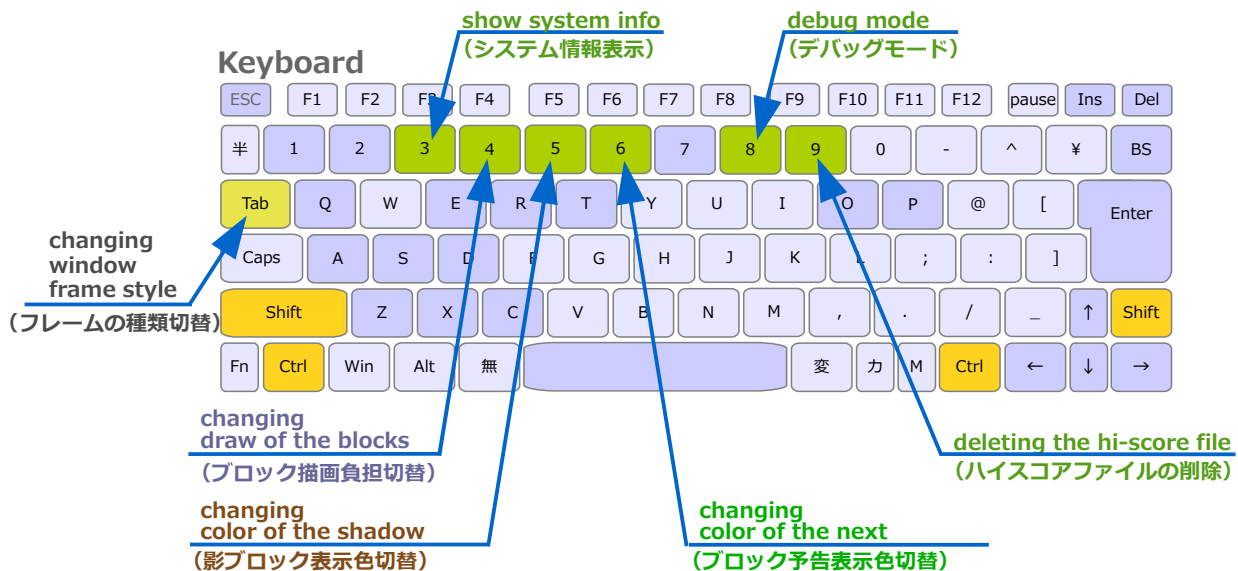 show system info
（システム情報表示）
debug mode
（デバッグモード）
Keyboard
ESC F1 F2 F3 F4 F5 F6 F7 F8 F9 F10 F11 F12 pause Ins Del
半 1 2 3 4 5 6 7 8 9 0 - ^ ¥ BS
Tab Q W E R T Y U I O P @ [ Enter
changing
window
frame style
（フレームの種類切替）
Caps A S D F G H J K L ; : ]
Shift Z X C V B N M , . / _ ↑ Shift
Fn Ctrl Win Alt 無 変 カ M Ctrl ← ↓ →
changing
draw of the blocks
（ブロック描画負担切替）
deleting the hi-score file
（ハイスコアファイルの削除）
changing
color of the shadow
（影ブロック表示色切替）
changing
color of the next
（ブロック予告表示色切替）